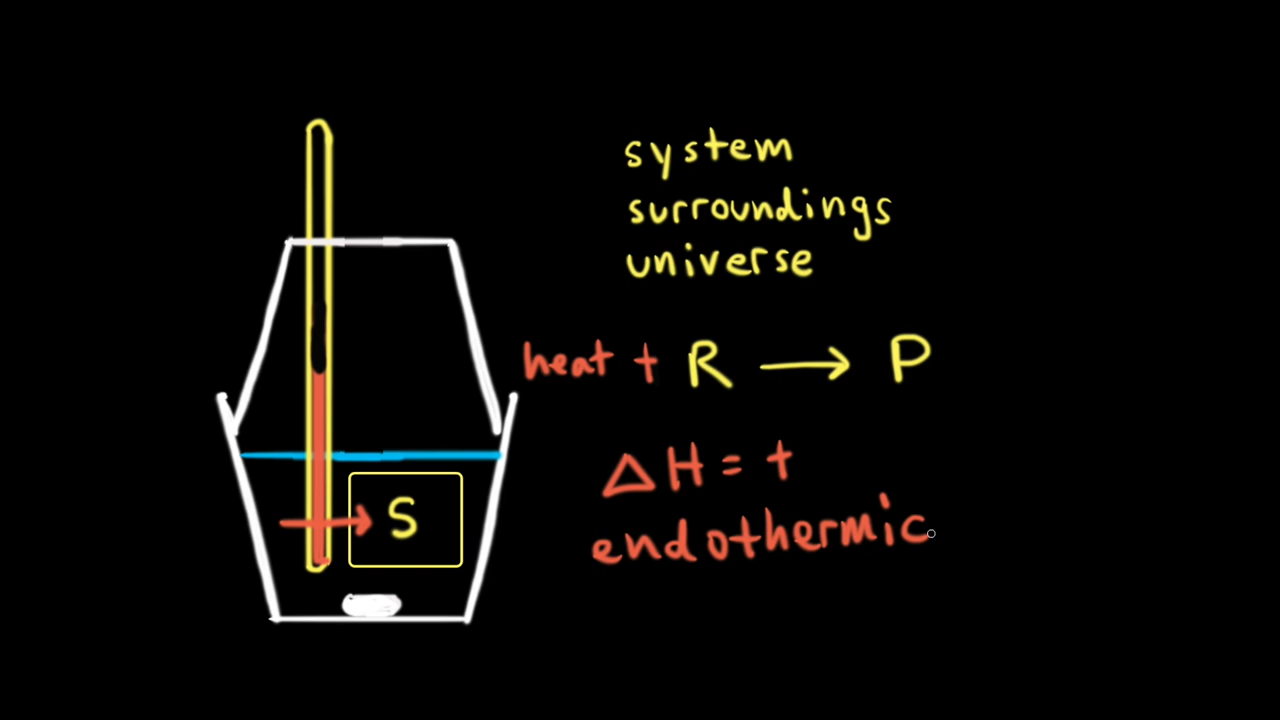 system
surroundings
universe
heat + R → P
ΔH = +
endothermic
S